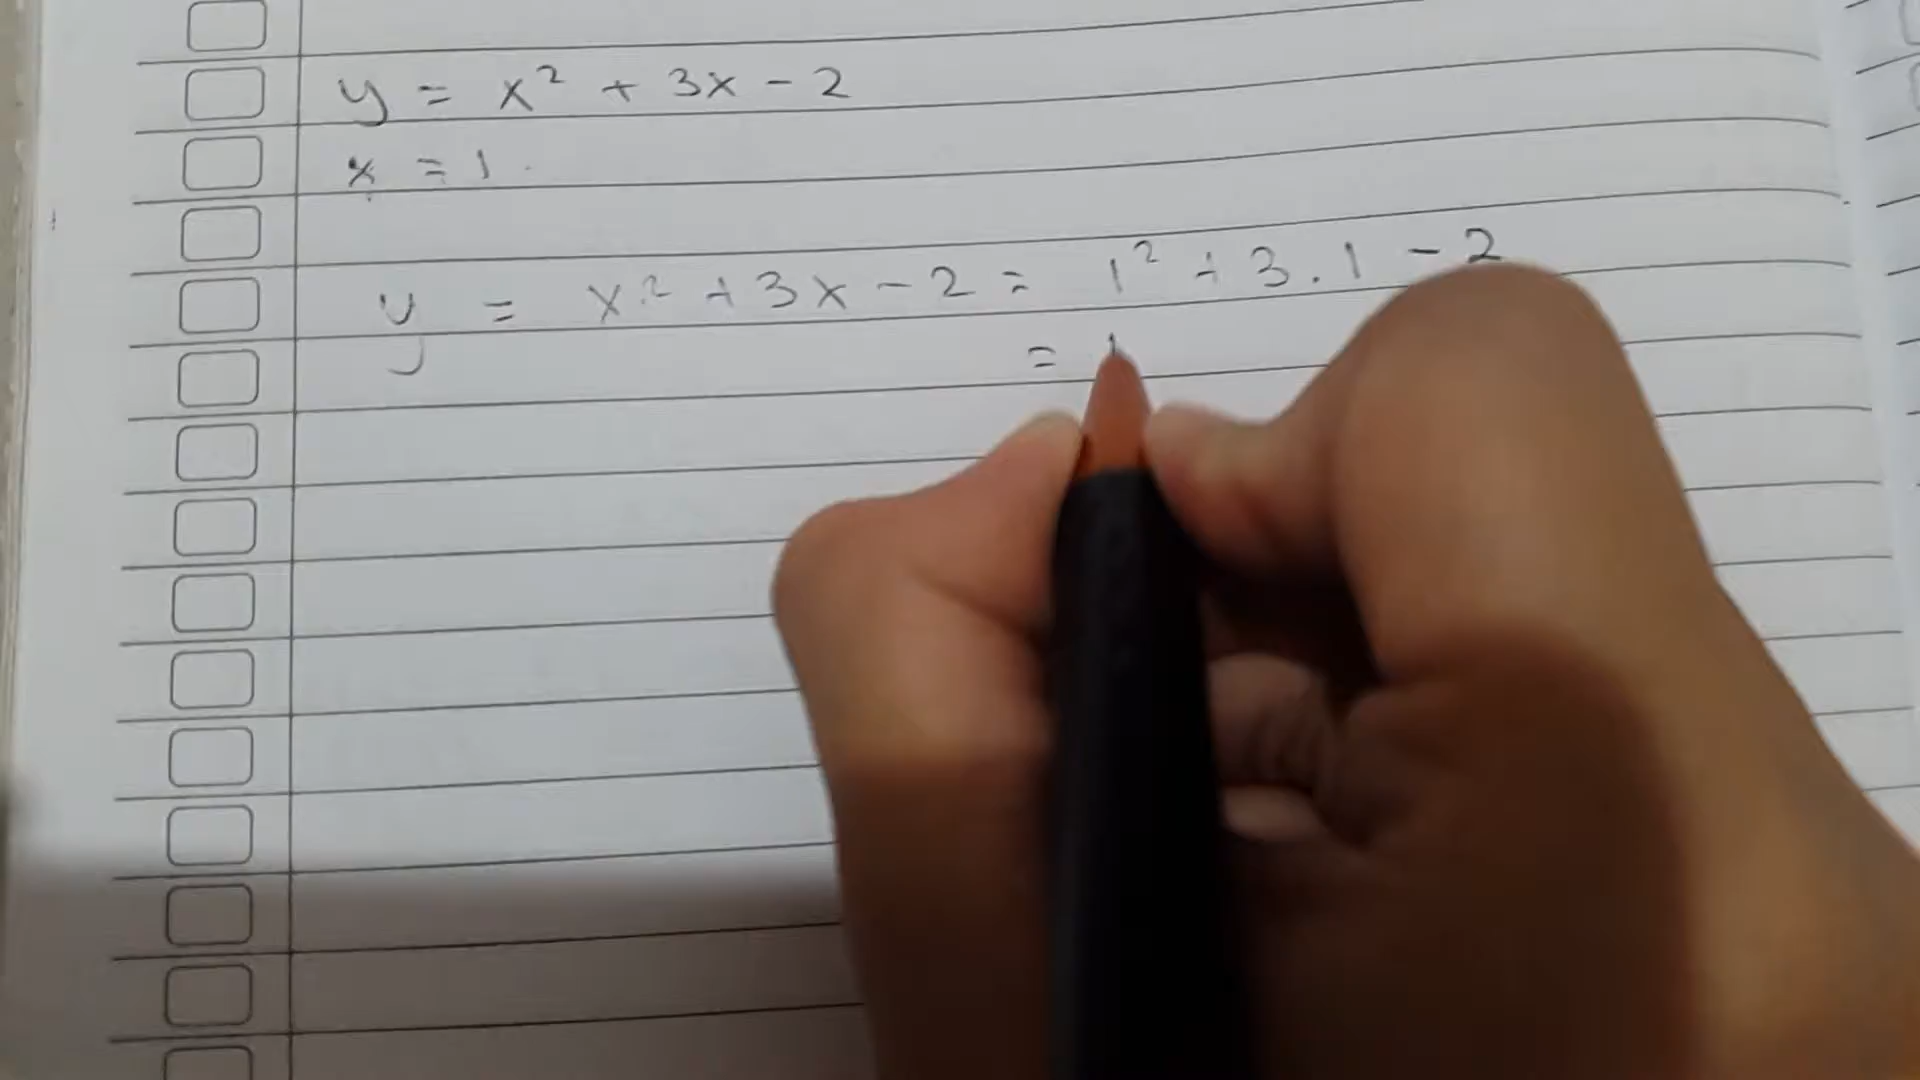 y = x² + 3x - 2
x = 1
y = x² + 3x - 2 = 1² + 3.1 - 2
= 1